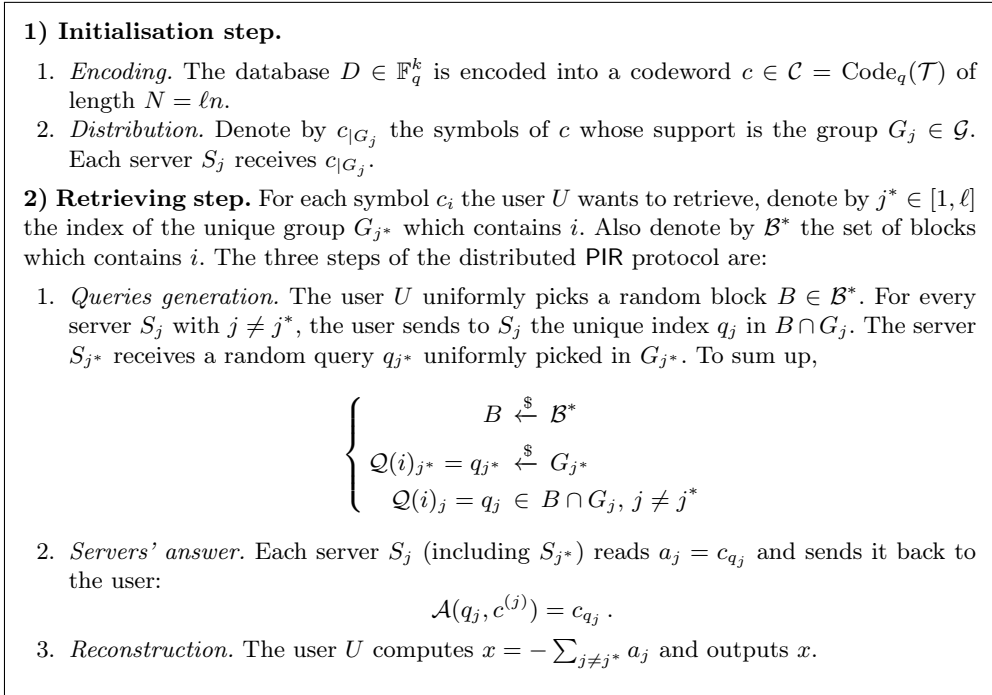 1) Initialisation step.
1. Encoding. The database D ∈ 𝔽_q^k is encoded into a codeword c ∈ 𝒞 = Code_q(𝒯) of
length N = ℓn.
2. Distribution. Denote by c_{|G_j} the symbols of c whose support is the group G_j ∈ 𝒢.
Each server S_j receives c_{|G_j}.
2) Retrieving step. For each symbol c_i the user U wants to retrieve, denote by j* ∈ [1, ℓ]
the index of the unique group G_{j*} which contains i. Also denote by ℬ* the set of blocks
which contains i. The three steps of the distributed PIR protocol are:
1. Queries generation. The user U uniformly picks a random block B ∈ ℬ*. For every
server S_j with j ≠ j*, the user sends to S_j the unique index q_j in B ∩ G_j. The server
S_{j*} receives a random query q_{j*} uniformly picked in G_{j*}. To sum up,
B ←$ ℬ*
𝒬(i)_{j*} = q_{j*} ←$ G_{j*}
𝒬(i)_j = q_j ∈ B ∩ G_j, j ≠ j*
2. Servers' answer. Each server S_j (including S_{j*}) reads a_j = c_{q_j} and sends it back to
the user:
𝒜(q_j, c^{(j)}) = c_{q_j} .
3. Reconstruction. The user U computes x = − ∑_{j≠j*} a_j and outputs x.